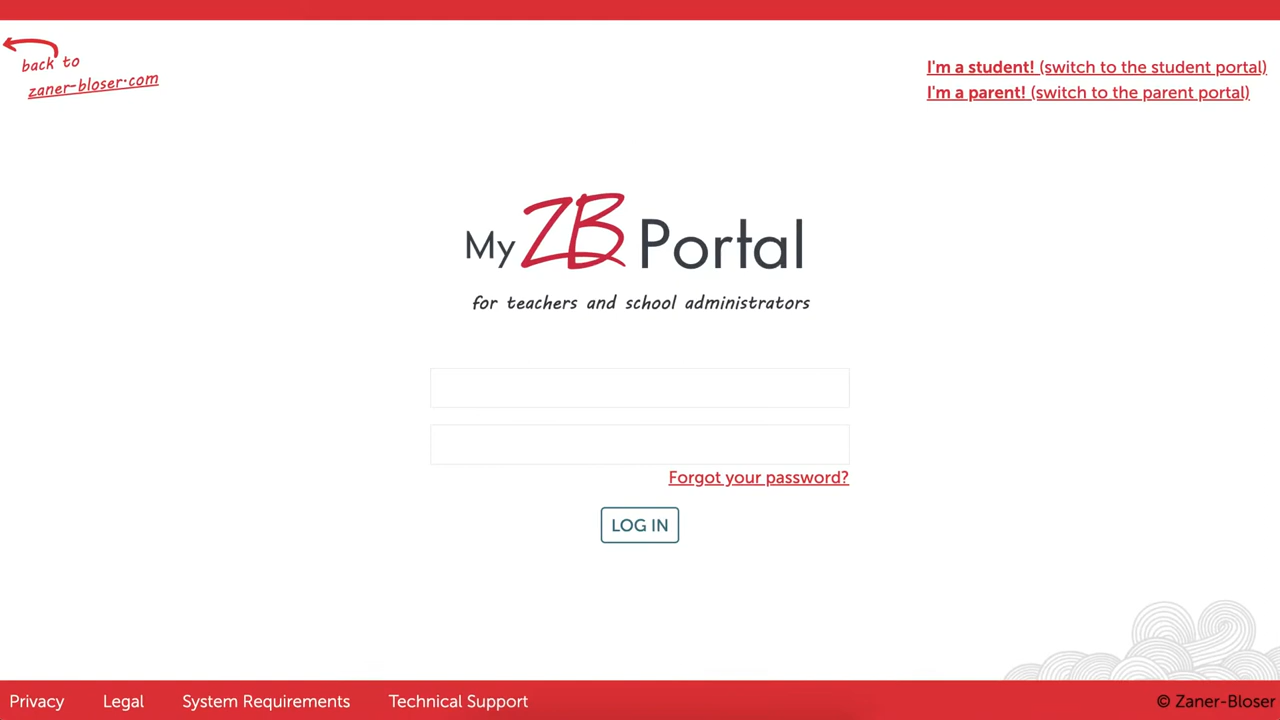 back to
zaner-bloser.com
I'm a student! (switch to the student portal)
I'm a parent! (switch to the parent portal)
My ZB Portal
for teachers and school administrators
Forgot your password?
LOG IN
Privacy Legal System Requirements Technical Support © Zaner-Bloser